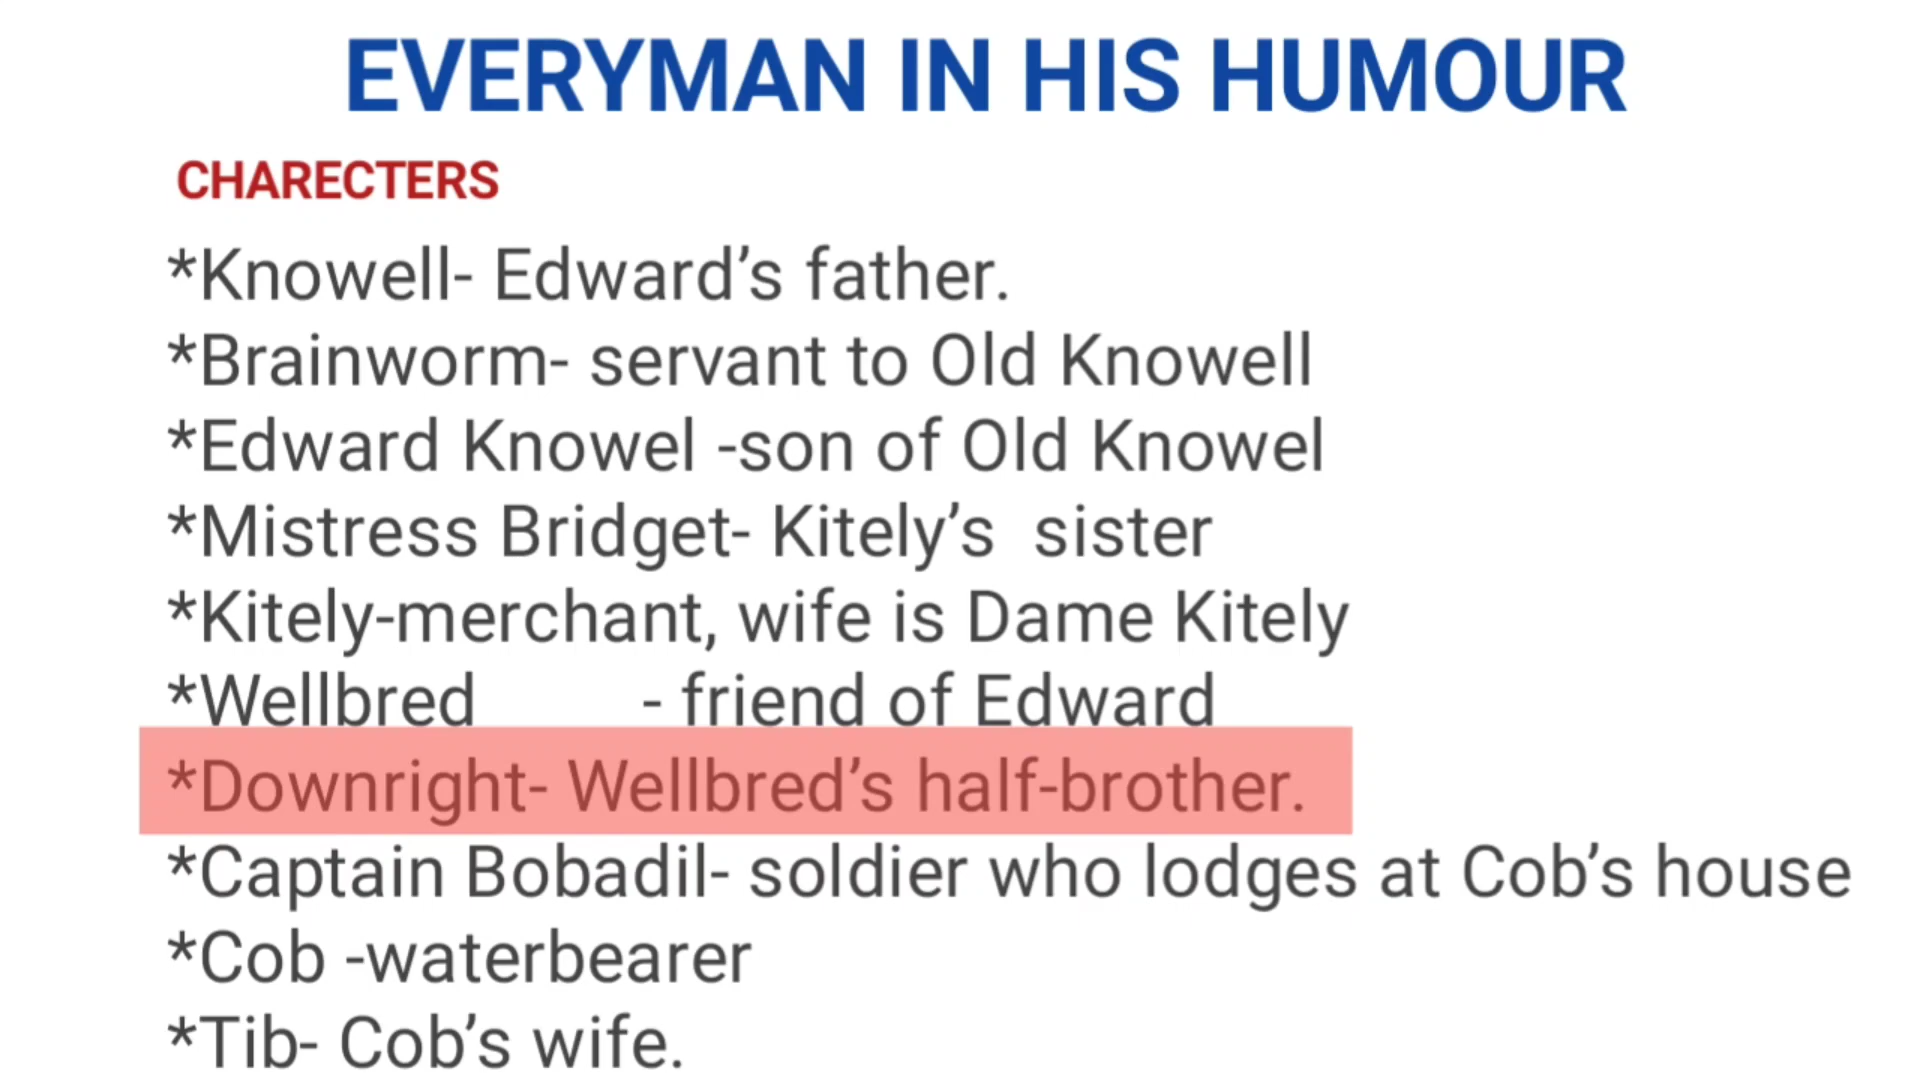 EVERYMAN IN HIS HUMOUR
CHARECTERS
*Knowell- Edward’s father.
*Brainworm- servant to Old Knowell
*Edward Knowel -son of Old Knowel
*Mistress Bridget- Kitely’s  sister
*Kitely-merchant, wife is Dame Kitely
*Wellbred        - friend of Edward
*Downright- Wellbred’s half-brother.
*Captain Bobadil- soldier who lodges at Cob’s house
*Cob -waterbearer
*Tib- Cob’s wife.